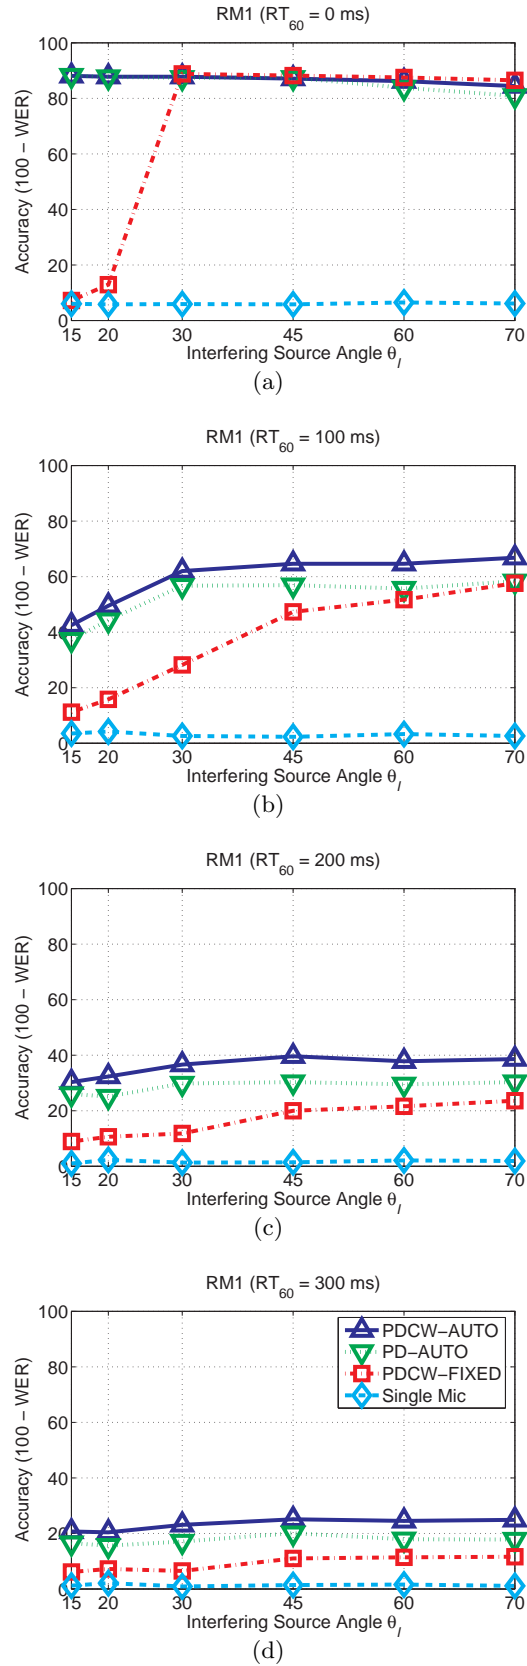 RM1 (RT60 = 0 ms)
100
80
60
40
20
0
Accuracy (100 − WER)
15 20 30 45 60 70
Interfering Source Angle θI
(a)
RM1 (RT60 = 100 ms)
100
80
60
40
20
0
Accuracy (100 − WER)
15 20 30 45 60 70
Interfering Source Angle θI
(b)
RM1 (RT60 = 200 ms)
100
80
60
40
20
0
Accuracy (100 − WER)
15 20 30 45 60 70
Interfering Source Angle θI
(c)
RM1 (RT60 = 300 ms)
100
80
60
40
20
0
Accuracy (100 − WER)
PDCW−AUTO
PD−AUTO
PDCW−FIXED
Single Mic
15 20 30 45 60 70
Interfering Source Angle θI
(d)